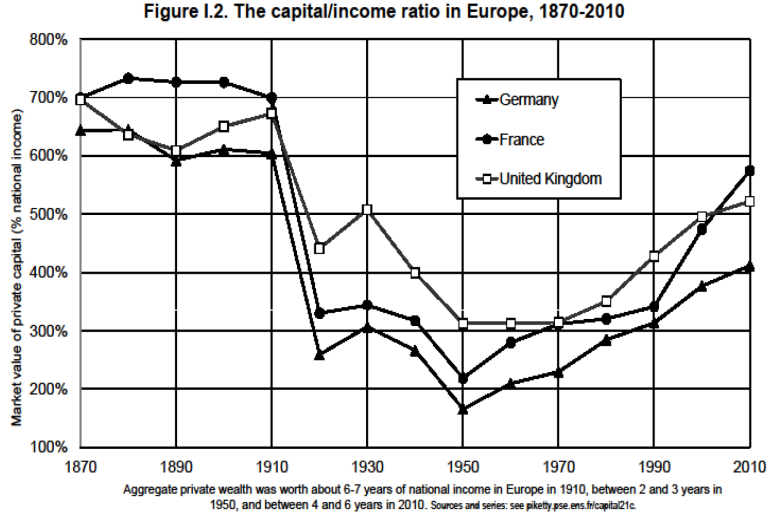 Figure I.2. The capital/income ratio in Europe, 1870-2010
800%
700%
600%
500%
400%
300%
200%
100%
Market value of private capital (% national income)
Germany
France
United Kingdom
1870 1890 1910 1930 1950 1970 1990 2010
Aggregate private wealth was worth about 6-7 years of national income in Europe in 1910, between 2 and 3 years in
1950, and between 4 and 6 years in 2010. Sources and series: see piketty.pse.ens.fr/capital21c.